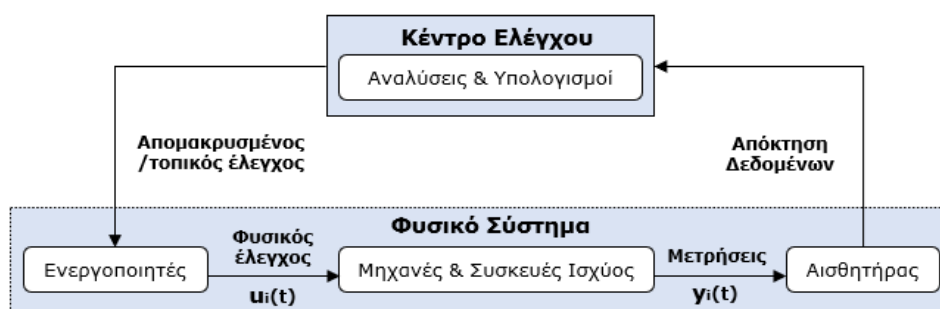 Κέντρο Ελέγχου
Αναλύσεις & Υπολογισμοί
Απομακρυσμένος
/τοπικός έλεγχος
Απόκτηση
Δεδομένων
Φυσικό Σύστημα
Ενεργοποιητές
Φυσικός
έλεγχος
uᵢ(t)
Μηχανές & Συσκευές Ισχύος
Μετρήσεις
yᵢ(t)
Αισθητήρας